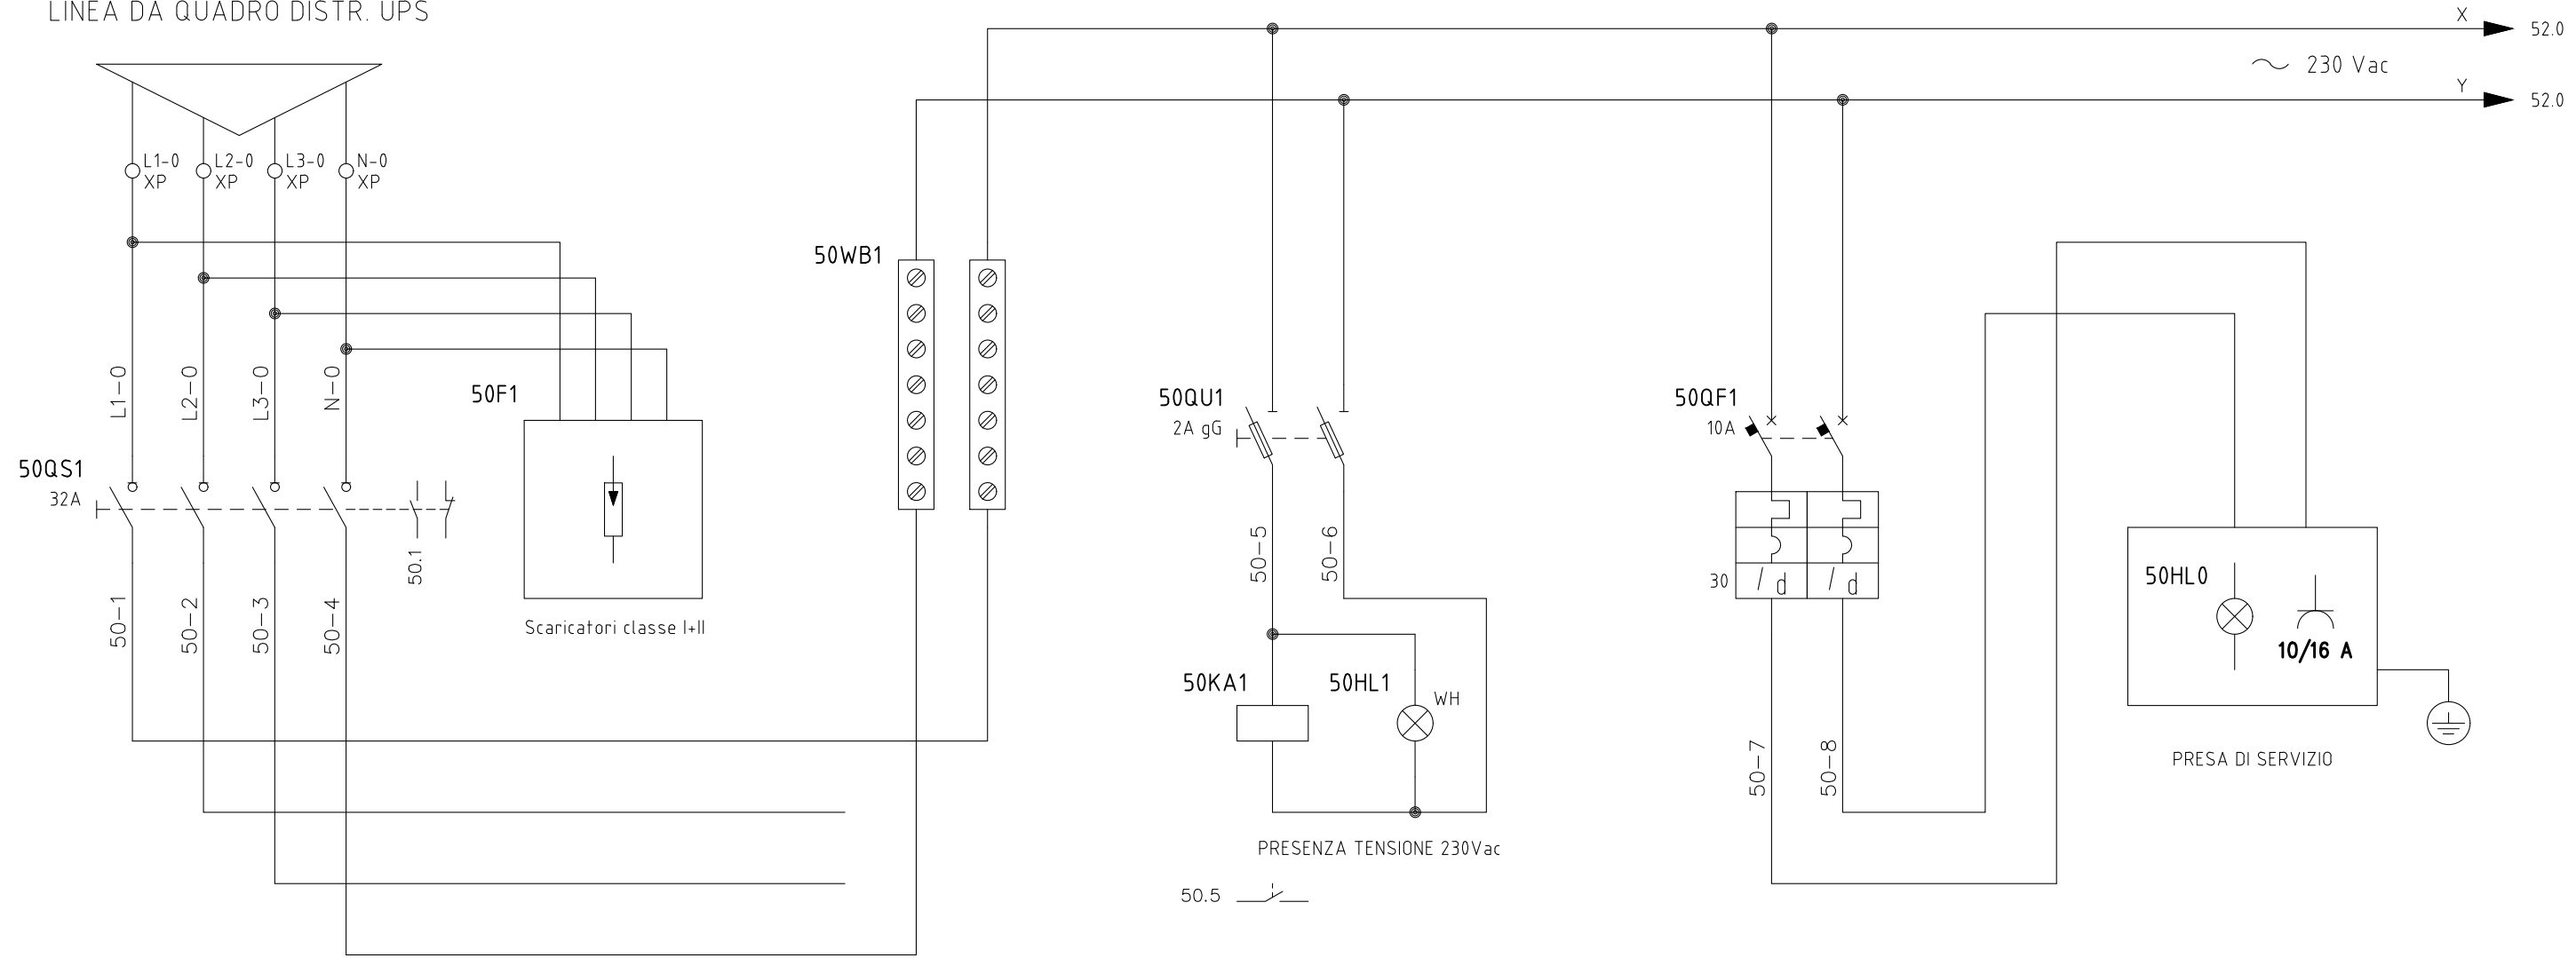 LINEA DA QUADRO DISTR. UPS
X
52.0
230 Vac
Y
52.0
L1-0
XP
L2-0
XP
L3-0
XP
N-0
XP
50WB1
L1-0
L2-0
L3-0
N-0
50F1
50QU1
2A gG
50QF1
10A
50QS1
32A
50.1
50-5
50-6
30
d
d
50HL0
10/16 A
50-1
50-2
50-3
50-4
Scaricatori classe I+II
50KA1
50HL1
WH
50-7
50-8
PRESA DI SERVIZIO
PRESENZA TENSIONE 230Vac
50.5